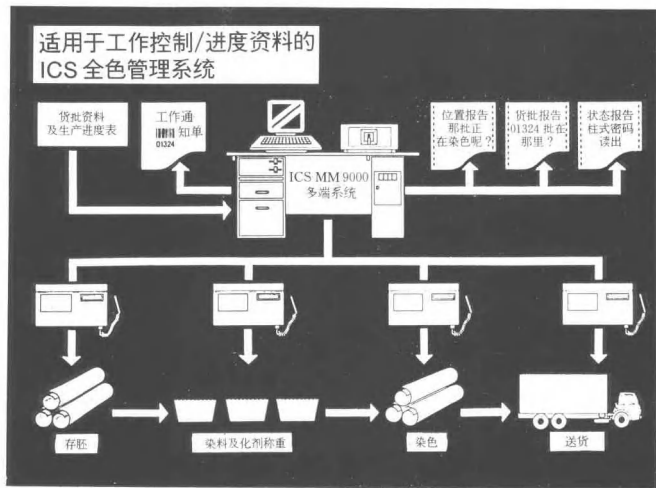 适用于工作控制/进度资料的
ICS 全色管理系统
货批资料
及生产进度表
工作通
知单
01324
位置报告
那批正
在染色呢？
货批报告
01324 批在
那里？
状态报告
柱式密码
读出
ICS MM 9000
多端系统
存胚
染料及化剂称重
染色
送货